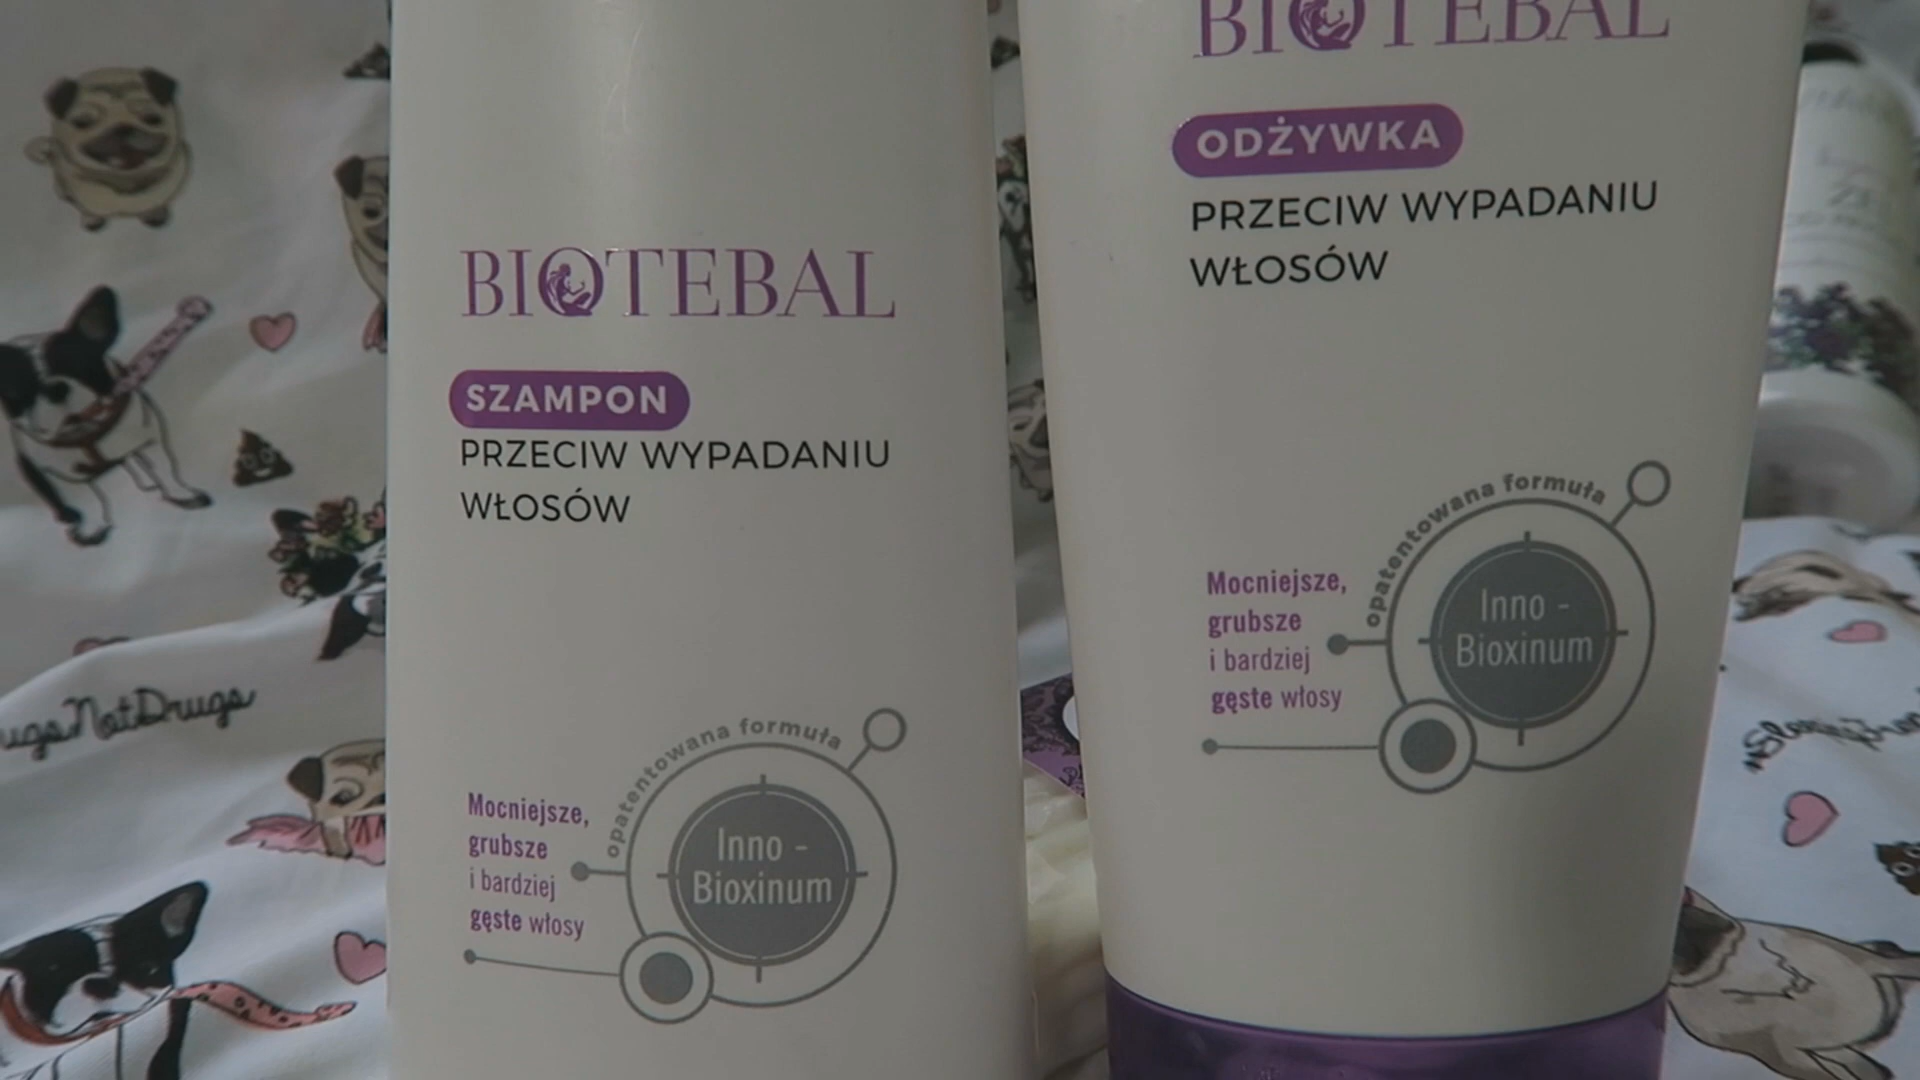 BIOTEBAL
SZAMPON
PRZECIW WYPADANIU
WŁOSÓW
opatentowana formuła
Mocniejsze,
grubsze
i bardziej
gęste włosy
Inno -
Bioxinum
BIOTEBAL
ODŻYWKA
PRZECIW WYPADANIU
WŁOSÓW
opatentowana formuła
Mocniejsze,
grubsze
i bardziej
gęste włosy
Inno -
Bioxinum
ugsNotDrugs